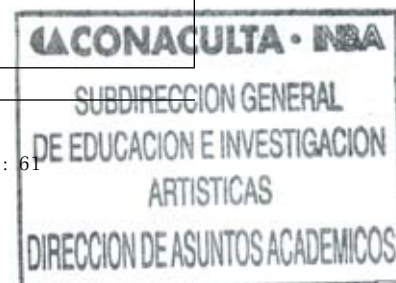 CONACULTA · INBA
SUBDIRECCION GENERAL
DE EDUCACION E INVESTIGACION
: 61
ARTISTICAS
DIRECCION DE ASUNTOS ACADEMICOS